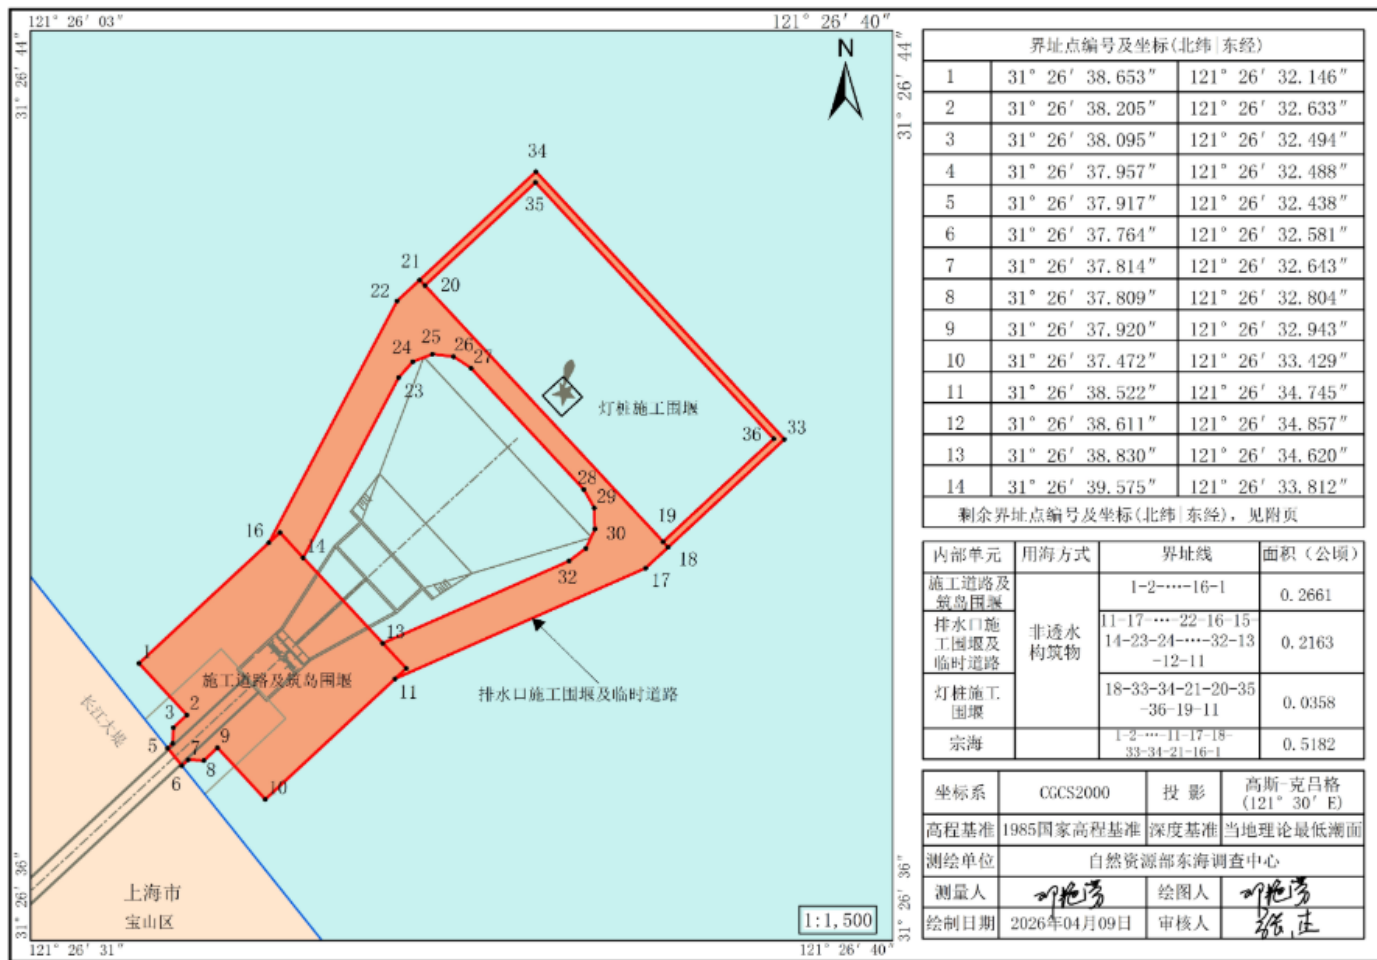 121° 26′ 03″
121° 26′ 40″
31° 26′ 44″
31° 26′ 44″
N
34
35
21
20
22
25
26
24
27
23
灯桩施工围堰
36
33
28
29
30
19
18
16
14
32
17
13
1
11
施工道路及筑岛围堰
排水口施工围堰及临时道路
长江大堤
2
3
5
7
9
6
8
10
上海市
宝山区
1:1,500
31° 26′ 36″
31° 26′ 36″
121° 26′ 31″
121° 26′ 40″
界址点编号及坐标(北纬|东经)
1 31° 26′ 38.653″ 121° 26′ 32.146″
2 31° 26′ 38.205″ 121° 26′ 32.633″
3 31° 26′ 38.095″ 121° 26′ 32.494″
4 31° 26′ 37.957″ 121° 26′ 32.488″
5 31° 26′ 37.917″ 121° 26′ 32.438″
6 31° 26′ 37.764″ 121° 26′ 32.581″
7 31° 26′ 37.814″ 121° 26′ 32.643″
8 31° 26′ 37.809″ 121° 26′ 32.804″
9 31° 26′ 37.920″ 121° 26′ 32.943″
10 31° 26′ 37.472″ 121° 26′ 33.429″
11 31° 26′ 38.522″ 121° 26′ 34.745″
12 31° 26′ 38.611″ 121° 26′ 34.857″
13 31° 26′ 38.830″ 121° 26′ 34.620″
14 31° 26′ 39.575″ 121° 26′ 33.812″
剩余界址点编号及坐标(北纬|东经)，见附页
内部单元 用海方式 界址线 面积（公顷）
施工道路及
筑岛围堰
1-2-…-16-1
0.2661
排水口施
工围堰及
临时道路
非透水
构筑物
11-17-…-22-16-15-
14-23-24-…-32-13
-12-11
0.2163
灯桩施工
围堰
18-33-34-21-20-35
-36-19-11
0.0358
宗海
1-2-…-11-17-18-
33-34-21-16-1
0.5182
坐标系 CGCS2000 投 影 高斯-克吕格
(121° 30′ E)
高程基准 1985国家高程基准 深度基准 当地理论最低潮面
测绘单位 自然资源部东海调查中心
测量人 绘图人
绘制日期 2026年04月09日 审核人